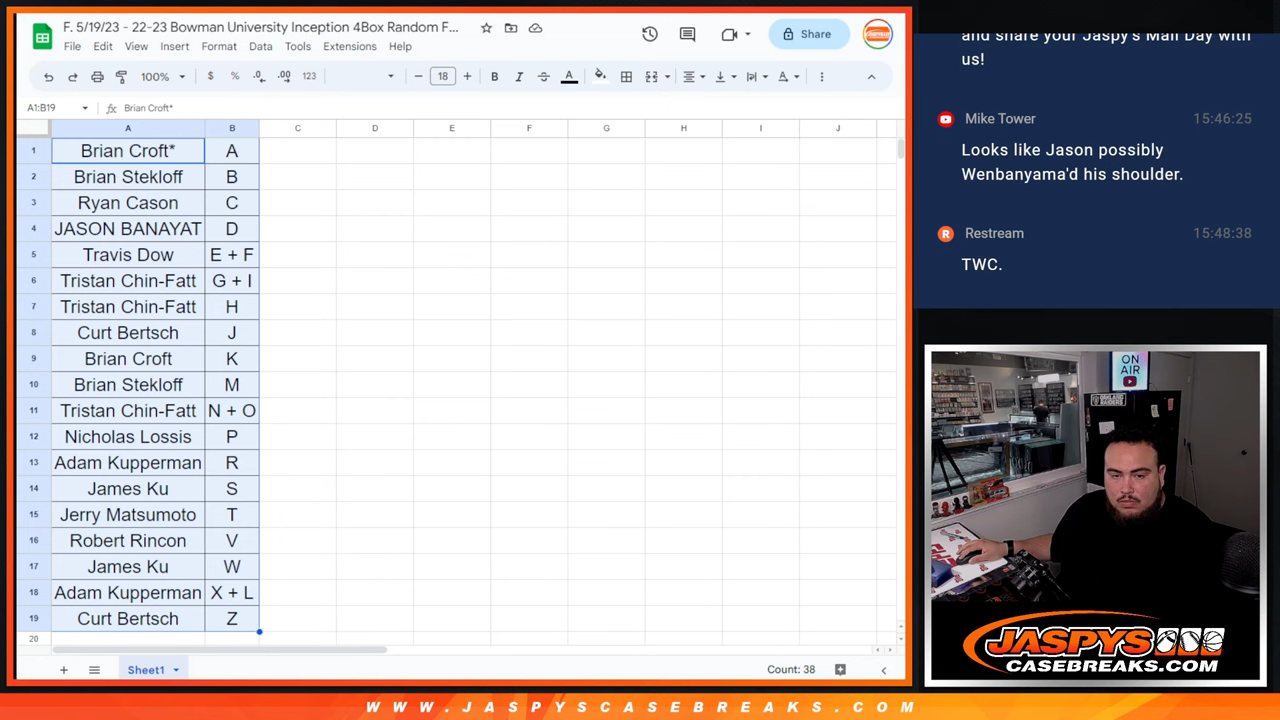 F. 5/19/23 - 22-23 Bowman University Inception 4Box Random F...
File Edit View Insert Format Data Tools Extensions Help
Share
100% $ % .0 .00 123 18 B I A
A1:B19 fx Brian Croft*
A B C D E F G H I J
1 Brian Croft* A
2 Brian Stekloff B
3 Ryan Cason C
4 JASON BANAYAT D
5 Travis Dow E + F
6 Tristan Chin-Fatt G + I
7 Tristan Chin-Fatt H
8 Curt Bertsch J
9 Brian Croft K
10 Brian Stekloff M
11 Tristan Chin-Fatt N + O
12 Nicholas Lossis P
13 Adam Kupperman R
14 James Ku S
15 Jerry Matsumoto T
16 Robert Rincon V
17 James Ku W
18 Adam Kupperman X + L
19 Curt Bertsch Z
20
Sheet1 Count: 38
and share your Jaspy's Mail Day with
us!
Mike Tower 15:46:25
Looks like Jason possibly
Wenbanyama'd his shoulder.
Restream 15:48:38
TWC.
ON
AIR
OAKLAND
RAIDERS
JASPYS
CASEBREAKS.COM
WWW.JASPYSCASEBREAKS.COM